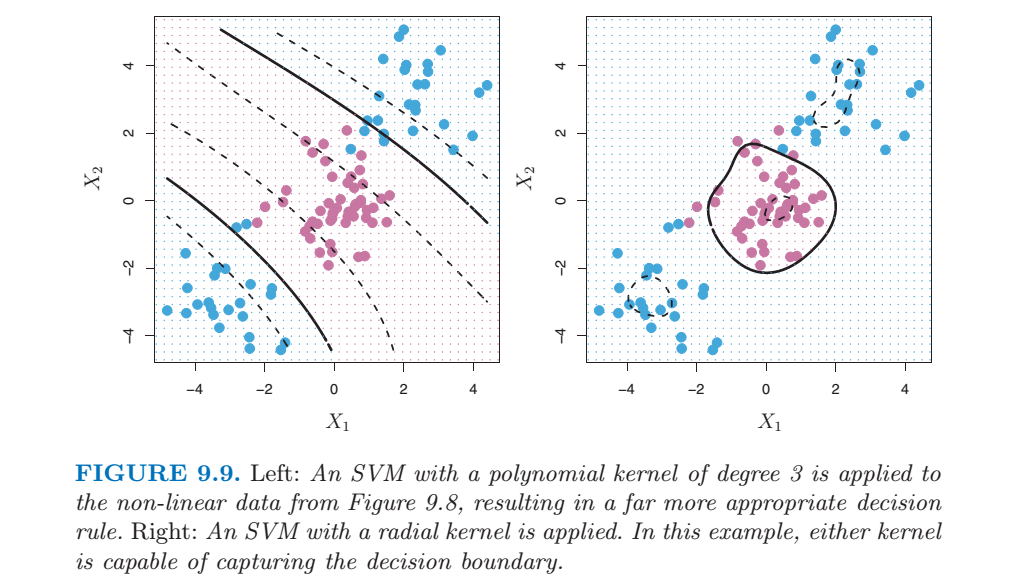 4
2
0
−2
−4
X2
−4 −2 0 2 4
X1
4
2
0
−2
−4
X2
−4 −2 0 2 4
X1
FIGURE 9.9. Left: An SVM with a polynomial kernel of degree 3 is applied to
the non-linear data from Figure 9.8, resulting in a far more appropriate decision
rule. Right: An SVM with a radial kernel is applied. In this example, either kernel
is capable of capturing the decision boundary.